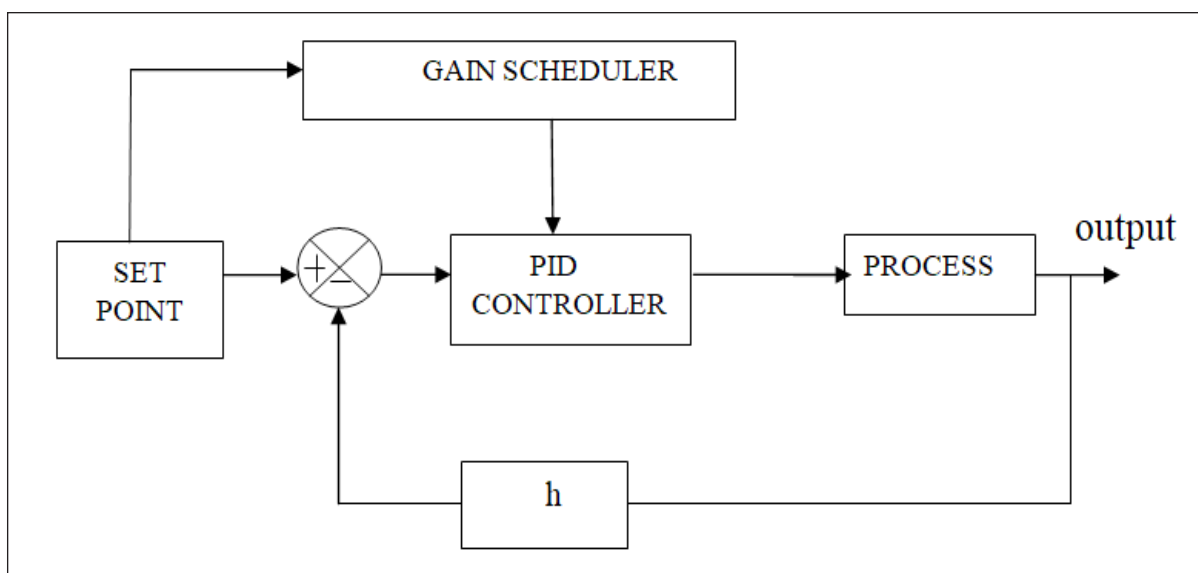 GAIN SCHEDULER
output
SET
POINT
+
−
PID
CONTROLLER
PROCESS
h